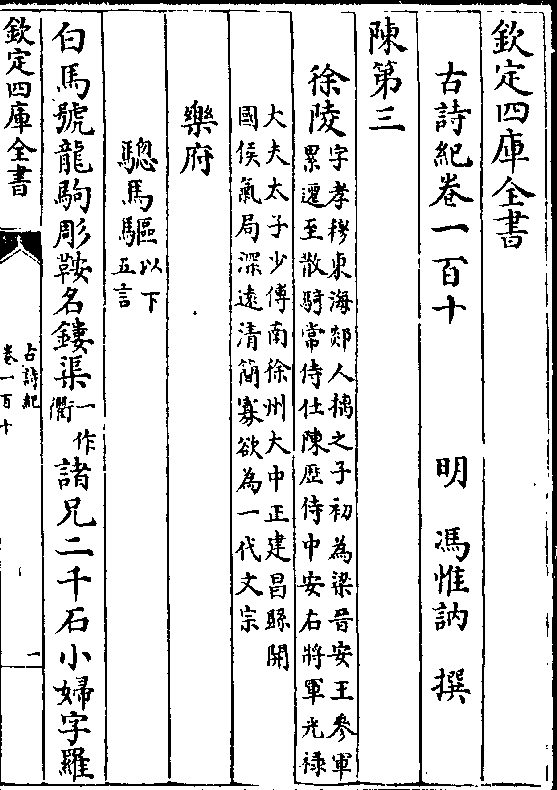 欽定四庫全書
古詩紀卷一百十
明 馮惟訥 撰
陳第三
徐陵字孝穆東海郯人摛之子初為梁晉安王參軍
累遷至散騎常侍仕陳歴侍中安右將軍光禄
大夫太子少傅南徐州大中正建昌縣開
國侯氣局深逺清簡寡欲為一代文宗
樂府
驄馬驅以下
五言
白馬號龍駒彫鞍名鏤渠一作
衢諸兄二千石小婦字羅
欽定四庫全書
古詩紀
卷一百十
一